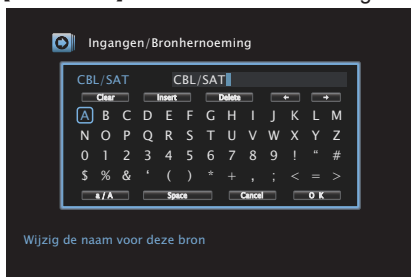 Ingangen/Bronhernoeming
CBL/SAT CBL/SAT
Clear Insert Delete ← →
A B C D E F G H I J K L M
N O P Q R S T U V W X Y Z
0 1 2 3 4 5 6 7 8 9 ! “ #
$ % & ‘ ( ) * + , ; < = >
a / A Space Cancel O K
Wijzig de naam voor deze bron